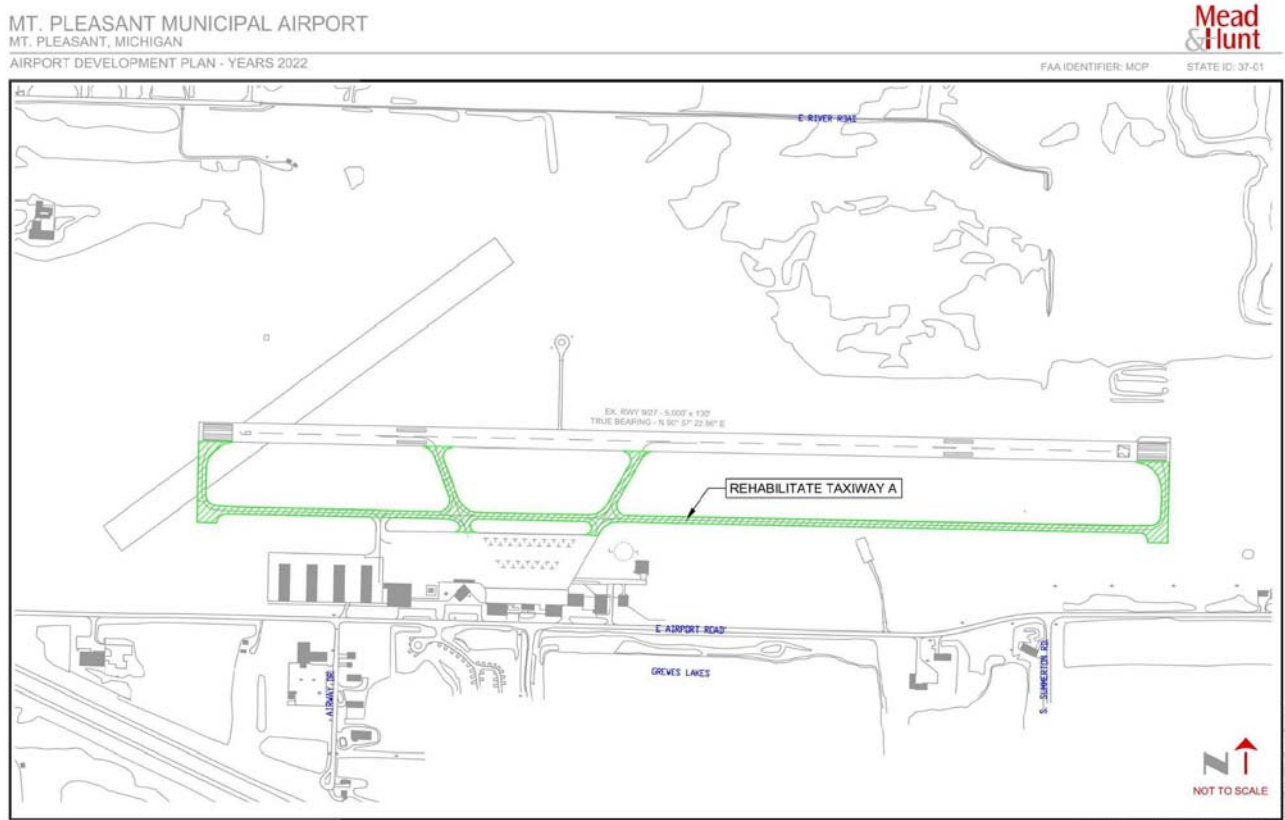 MT. PLEASANT MUNICIPAL AIRPORT
MT. PLEASANT, MICHIGAN
AIRPORT DEVELOPMENT PLAN - YEARS 2022
Mead
&Hunt
FAA IDENTIFIER: MOP STATE ID: 37-01
E RIVER ROAD
EX. RWY 9/27 - 5,000' x 100'
TRUE BEARING - N 90° 57' 22.96" E
REHABILITATE TAXIWAY A
E AIRPORT ROAD
GREWES LAKES
AIRWAY DR
S. SUMMERTON RD.
N
NOT TO SCALE